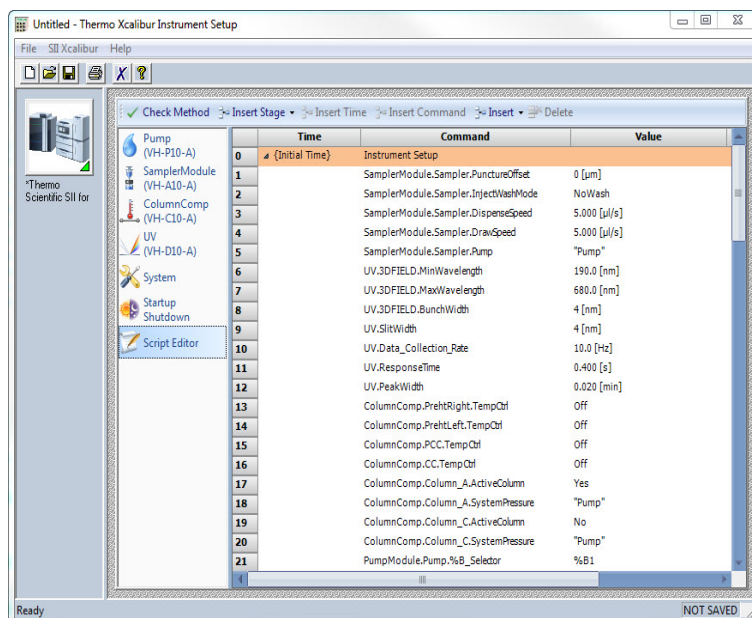 Untitled - Thermo Xcalibur Instrument Setup
File SII Xcalibur Help
Check Method Insert Stage Insert Time Insert Command Insert Delete
*Thermo
Scientific SII for
Pump
(VH-P10-A)
SamplerModule
(VH-A10-A)
ColumnComp
(VH-C10-A)
UV
(VH-D10-A)
System
Startup
Shutdown
Script Editor
Time Command Value
0 {Initial Time} Instrument Setup
1 SamplerModule.Sampler.PunctureOffset 0 [µm]
2 SamplerModule.Sampler.InjectWashMode NoWash
3 SamplerModule.Sampler.DispenseSpeed 5.000 [µl/s]
4 SamplerModule.Sampler.DrawSpeed 5.000 [µl/s]
5 SamplerModule.Sampler.Pump "Pump"
6 UV.3DFIELD.MinWavelength 190.0 [nm]
7 UV.3DFIELD.MaxWavelength 680.0 [nm]
8 UV.3DFIELD.BunchWidth 4 [nm]
9 UV.SlitWidth 4 [nm]
10 UV.Data_Collection_Rate 10.0 [Hz]
11 UV.ResponseTime 0.400 [s]
12 UV.PeakWidth 0.020 [min]
13 ColumnComp.PrehtRight.TempCtrl Off
14 ColumnComp.PrehtLeft.TempCtrl Off
15 ColumnComp.PCC.TempCtrl Off
16 ColumnComp.CC.TempCtrl Off
17 ColumnComp.Column_A.ActiveColumn Yes
18 ColumnComp.Column_A.SystemPressure "Pump"
19 ColumnComp.Column_C.ActiveColumn No
20 ColumnComp.Column_C.SystemPressure "Pump"
21 PumpModule.Pump.%B_Selector %B1
Ready NOT SAVED